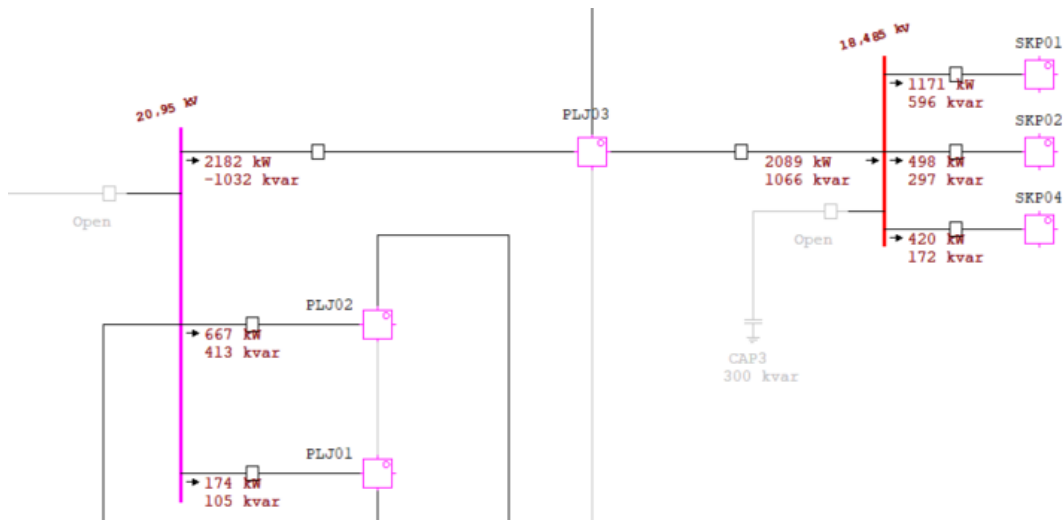 18,485 kV
SKP01
1171 kW
596 kvar
20,95 kV
PLJ03
SKP02
2182 kW
-1032 kvar
2089 kW
1066 kvar
498 kW
297 kvar
SKP04
Open
Open
420 kW
172 kvar
PLJ02
667 kW
413 kvar
CAP3
300 kvar
PLJ01
174 kW
105 kvar